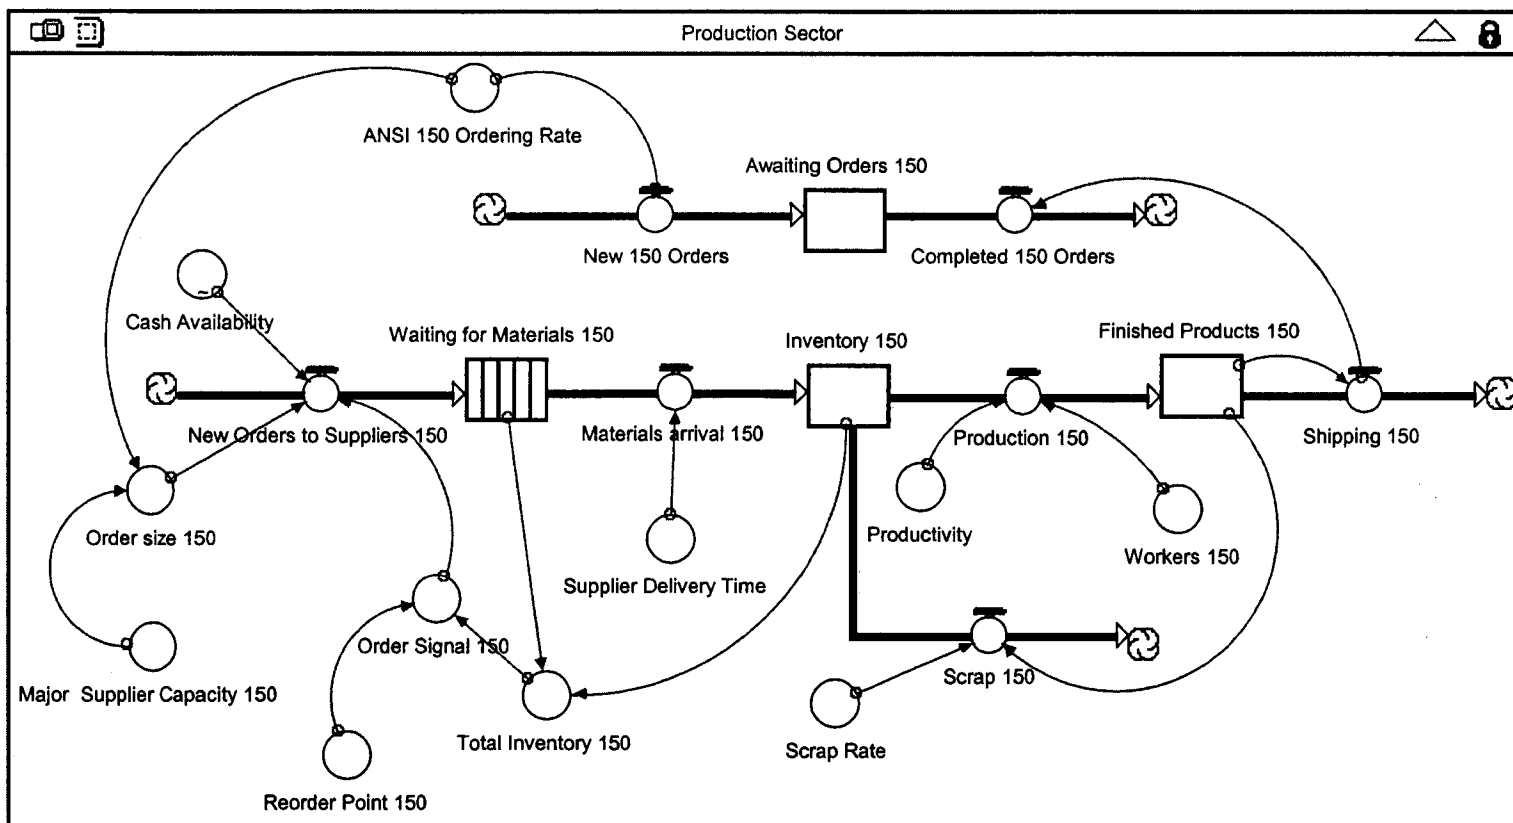 Production Sector
ANSI 150 Ordering Rate
Awaiting Orders 150
New 150 Orders
Completed 150 Orders
Cash Availability
Waiting for Materials 150
Inventory 150
Finished Products 150
New Orders to Suppliers 150
Materials arrival 150
Production 150
Shipping 150
Order size 150
Productivity
Workers 150
Supplier Delivery Time
Order Signal 150
Scrap 150
Major Supplier Capacity 150
Total Inventory 150
Scrap Rate
Reorder Point 150